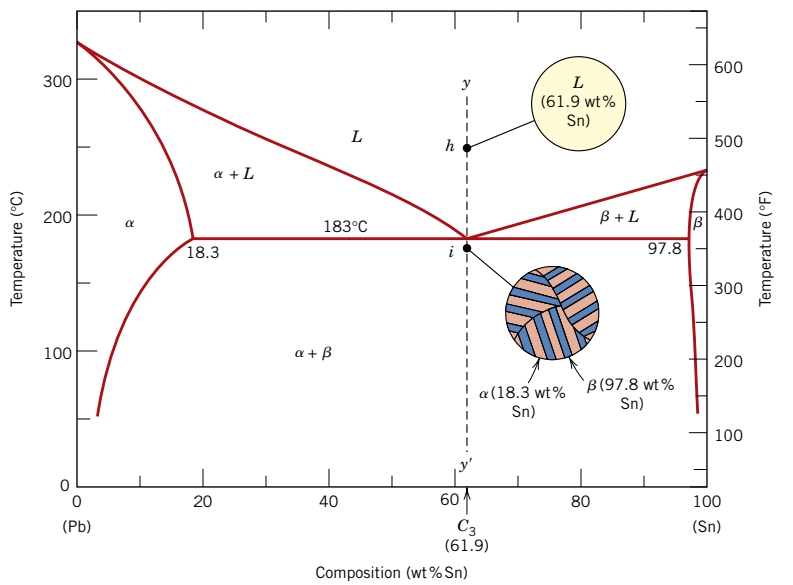 y
L
(61.9 wt%
Sn)
h
L
α + L
α
183°C
β + L
β
18.3
i
97.8
α + β
α (18.3 wt%
Sn)
β (97.8 wt%
Sn)
y′
300
200
100
0
Temperature (°C)
600
500
400
300
200
100
Temperature (°F)
0
20
40
60
80
100
(Pb)
C3
(61.9)
(Sn)
Composition (wt% Sn)